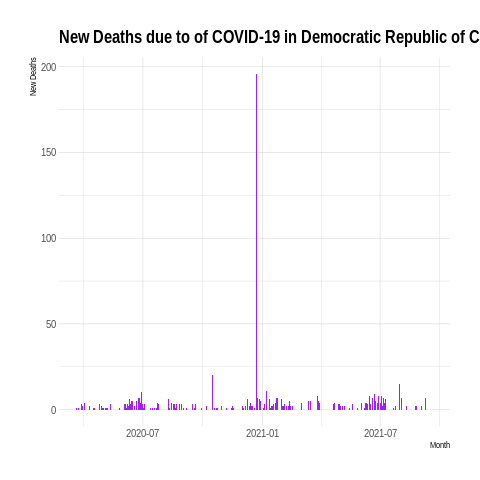 New Deaths due to of COVID-19 in Democratic Republic of C
New Deaths
200
150
100
50
0
2020-07
2021-01
2021-07
Month